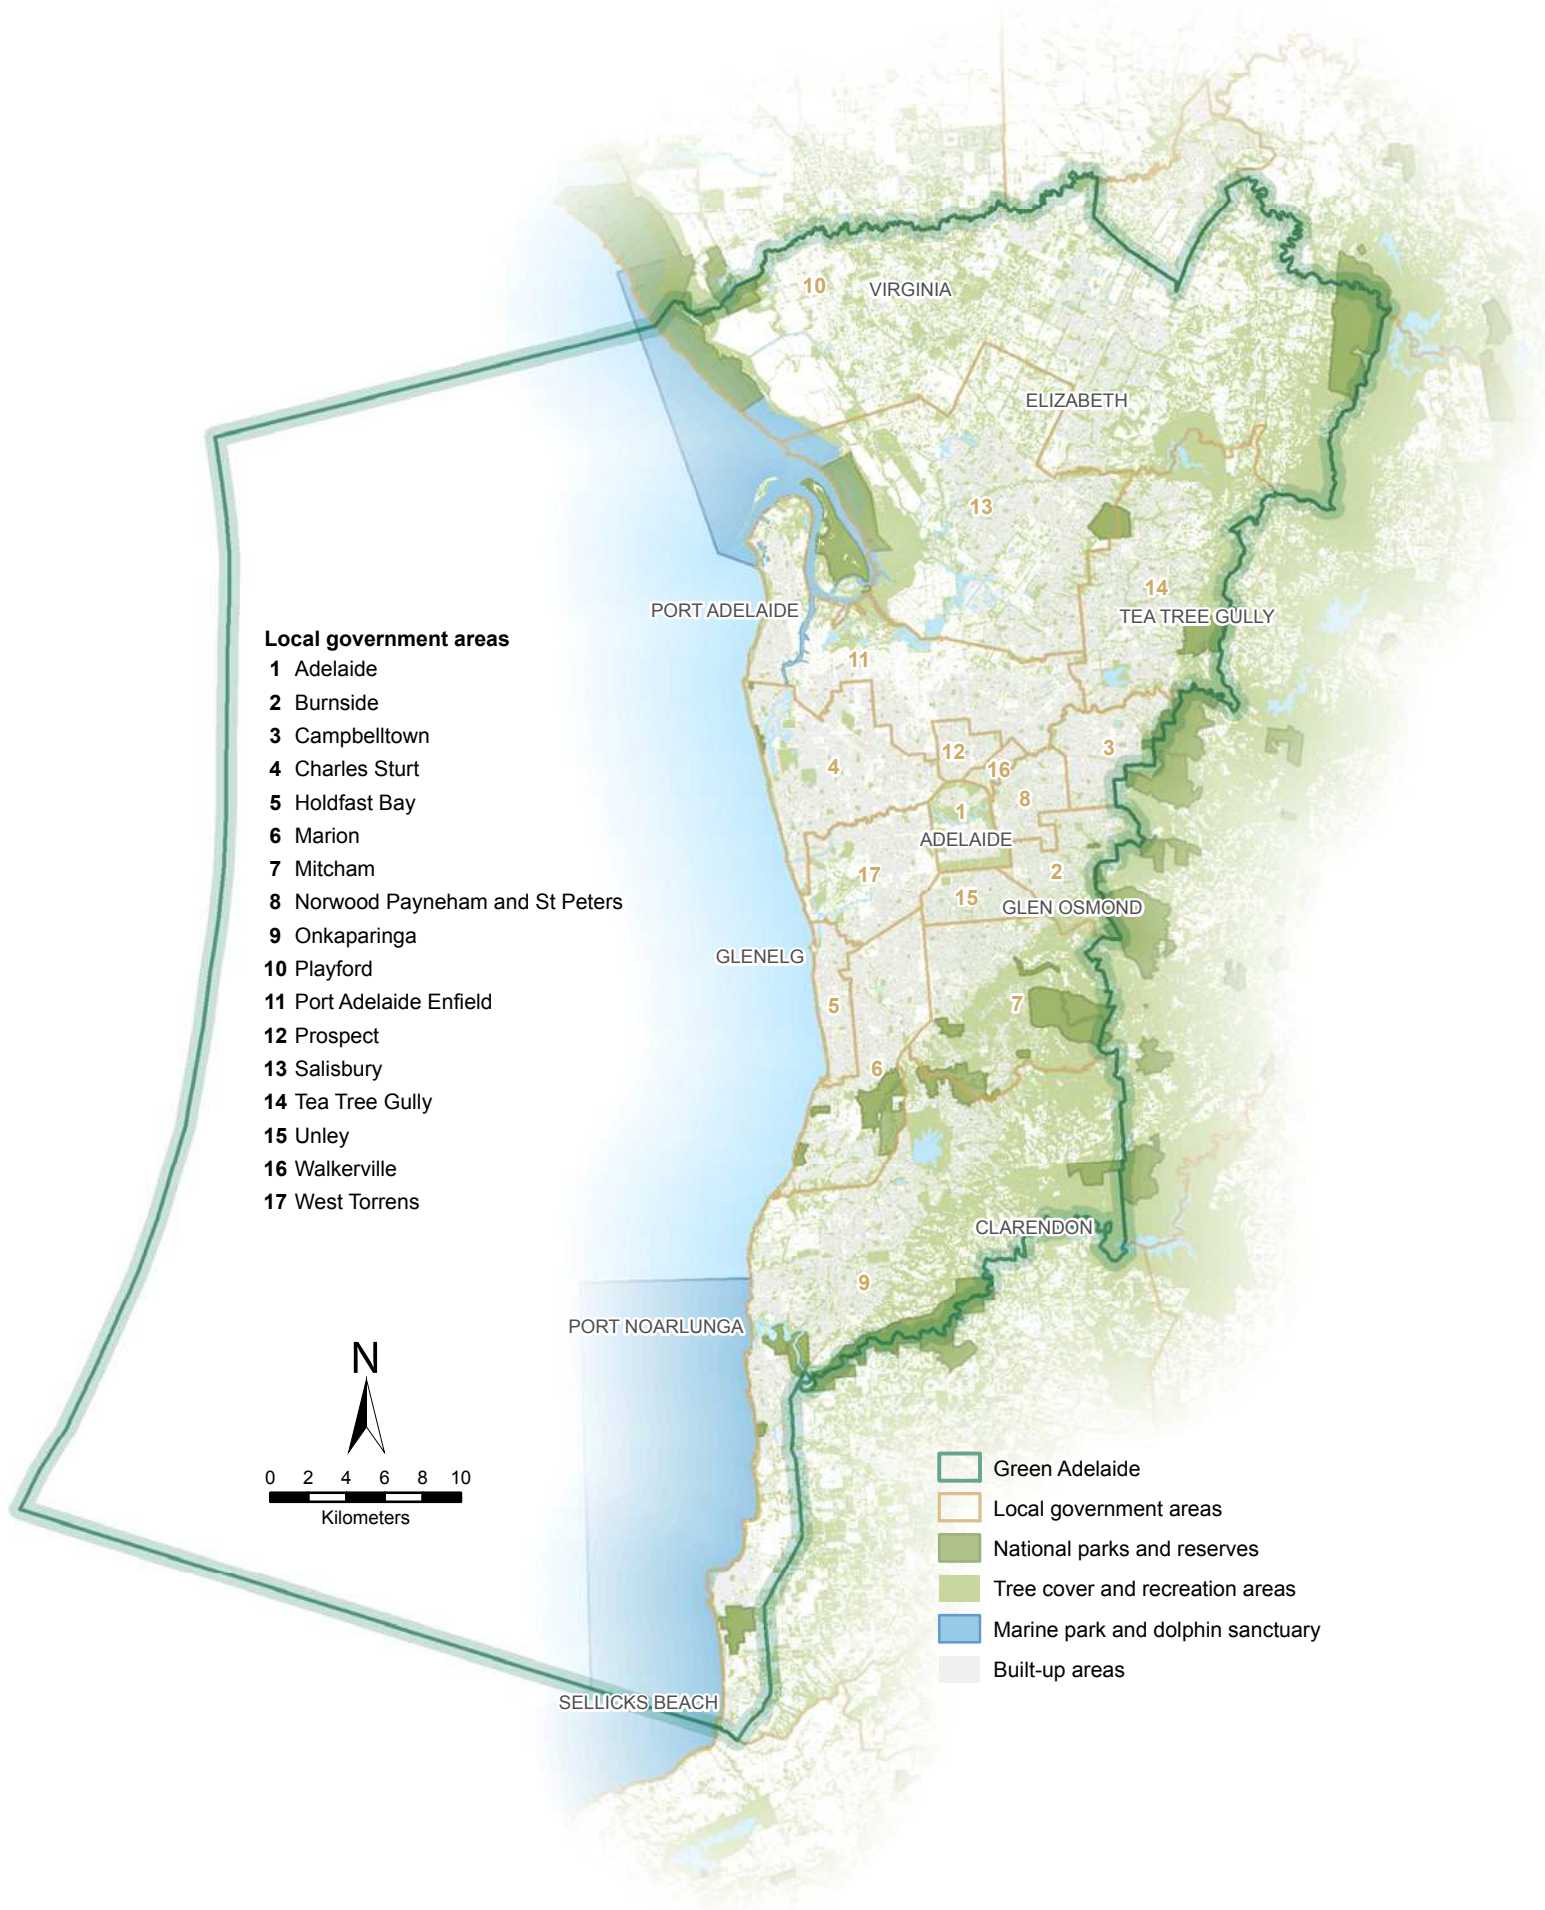 10
VIRGINIA
ELIZABETH
13
14
PORT ADELAIDE
TEA TREE GULLY
11
12
3
16
4
8
1
ADELAIDE
17
2
15
GLEN OSMOND
GLENELG
5
7
6
CLARENDON
9
PORT NOARLUNGA
SELLICKS BEACH
Local government areas
1 Adelaide
2 Burnside
3 Campbelltown
4 Charles Sturt
5 Holdfast Bay
6 Marion
7 Mitcham
8 Norwood Payneham and St Peters
9 Onkaparinga
10 Playford
11 Port Adelaide Enfield
12 Prospect
13 Salisbury
14 Tea Tree Gully
15 Unley
16 Walkerville
17 West Torrens
N
0 2 4 6 8 10
Kilometers
Green Adelaide
Local government areas
National parks and reserves
Tree cover and recreation areas
Marine park and dolphin sanctuary
Built-up areas